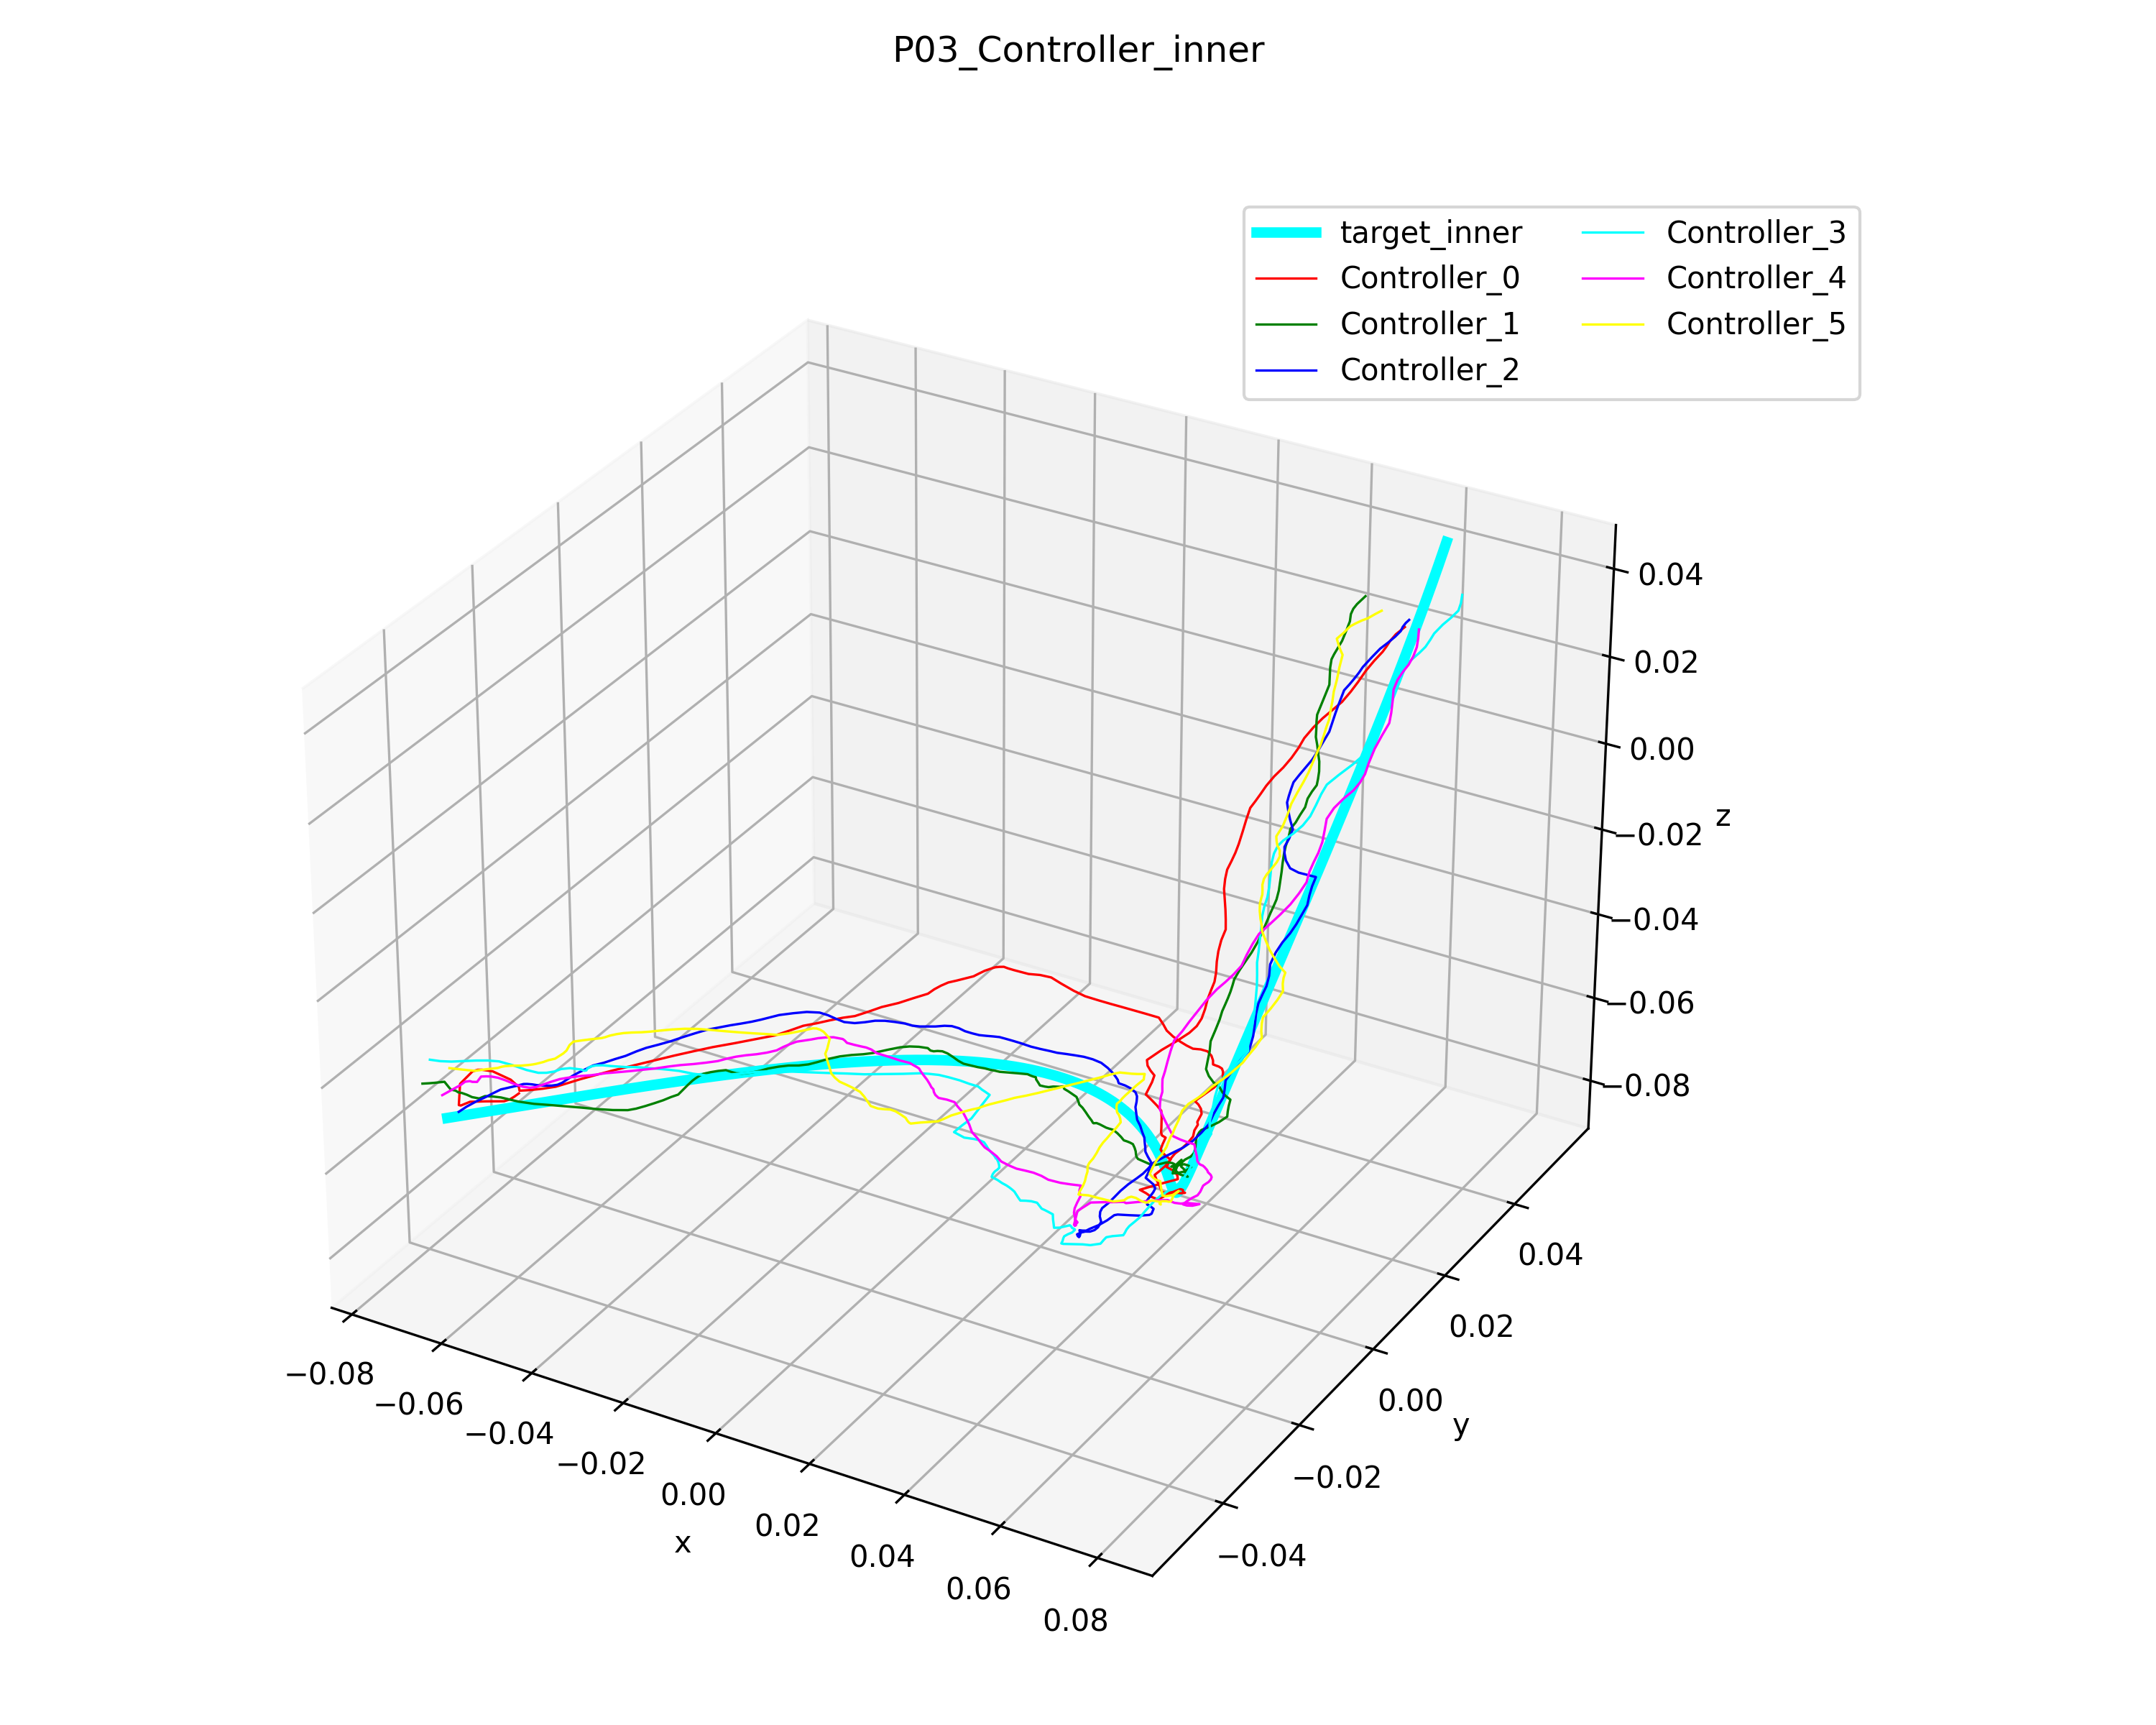 P03_Controller_inner
target_inner
Controller_0
Controller_1
Controller_2
Controller_3
Controller_4
Controller_5
0.04
0.02
0.00
−0.02
−0.04
−0.06
−0.08
z
0.04
0.02
0.00
−0.02
−0.04
y
−0.08
−0.06
−0.04
−0.02
0.00
0.02
0.04
0.06
0.08
x